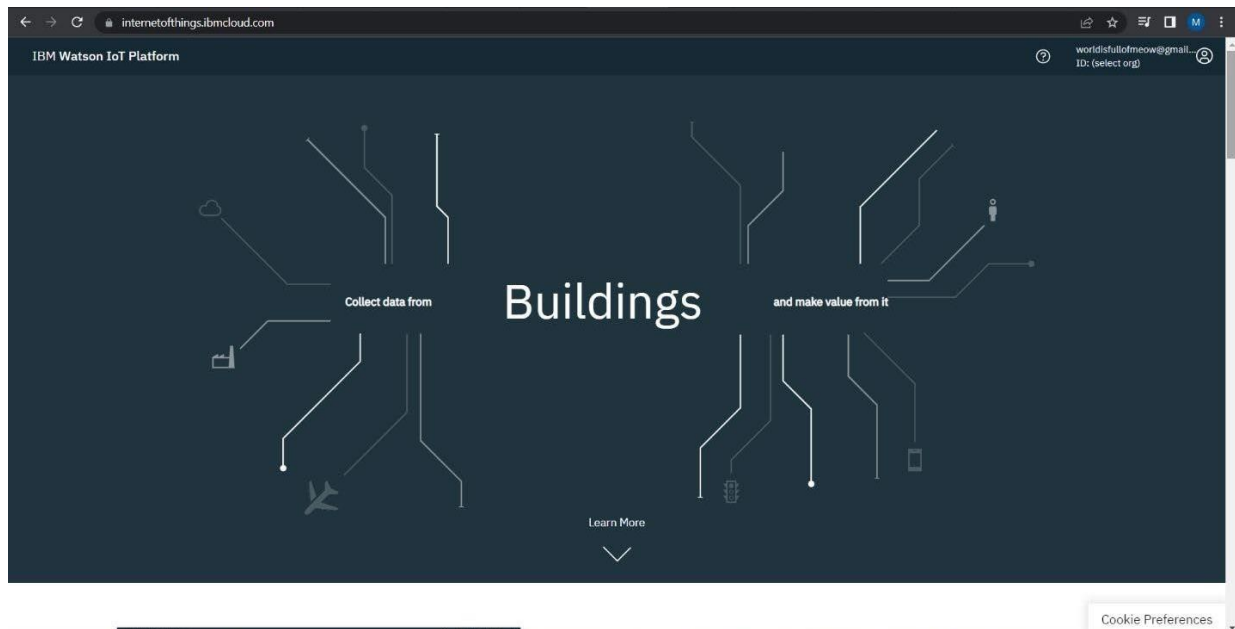 internetofthings.ibmcloud.com
M
IBM Watson IoT Platform
worldisfullofmeow@gmail...
ID: (select org)
Collect data from
Buildings
and make value from it
Learn More
Cookie Preferences